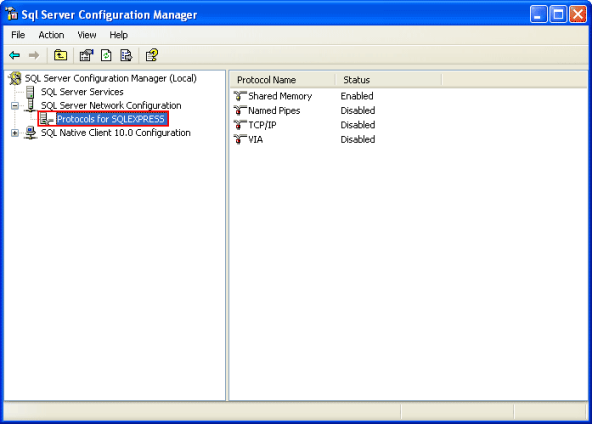 Sql Server Configuration Manager
File Action View Help
SQL Server Configuration Manager (Local)
SQL Server Services
SQL Server Network Configuration
Protocols for SQLEXPRESS
SQL Native Client 10.0 Configuration
Protocol Name Status
Shared Memory Enabled
Named Pipes Disabled
TCP/IP Disabled
VIA Disabled